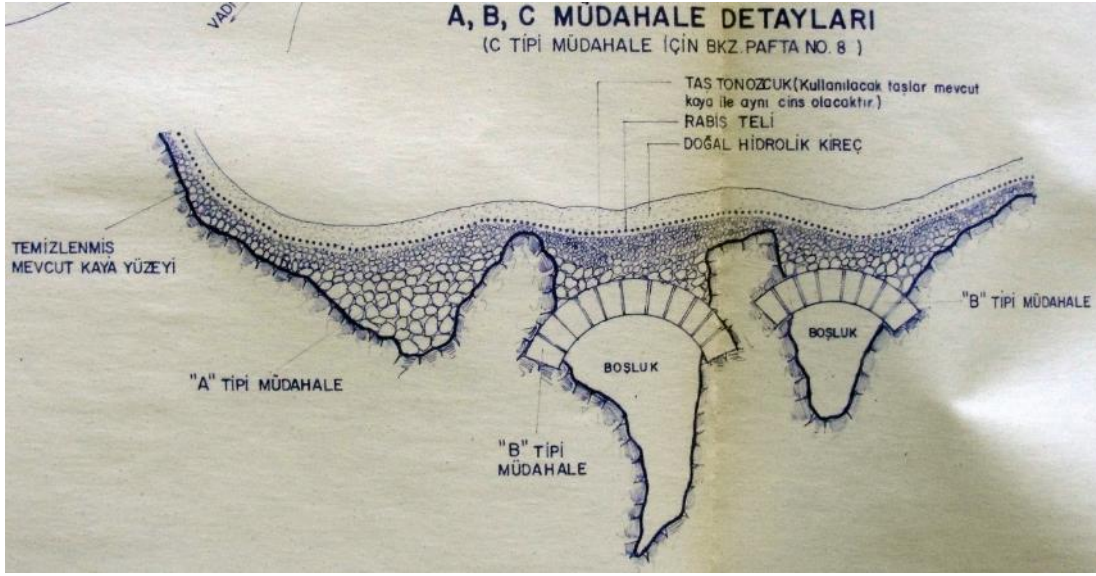 VADİ
A, B, C MÜDAHALE DETAYLARI
(C TİPİ MÜDAHALE İÇİN BKZ. PAFTA NO. 8 )
TAŞ TONOZCUK (Kullanılacak taşlar mevcut
kaya ile aynı cins olacaktır.)
RABİS TELİ
DOĞAL HİDROLİK KİREÇ
TEMİZLENMİŞ
MEVCUT KAYA YÜZEYİ
"B" TİPİ MÜDAHALE
BOŞLUK
BOŞLUK
"A" TİPİ MÜDAHALE
"B" TİPİ
MÜDAHALE